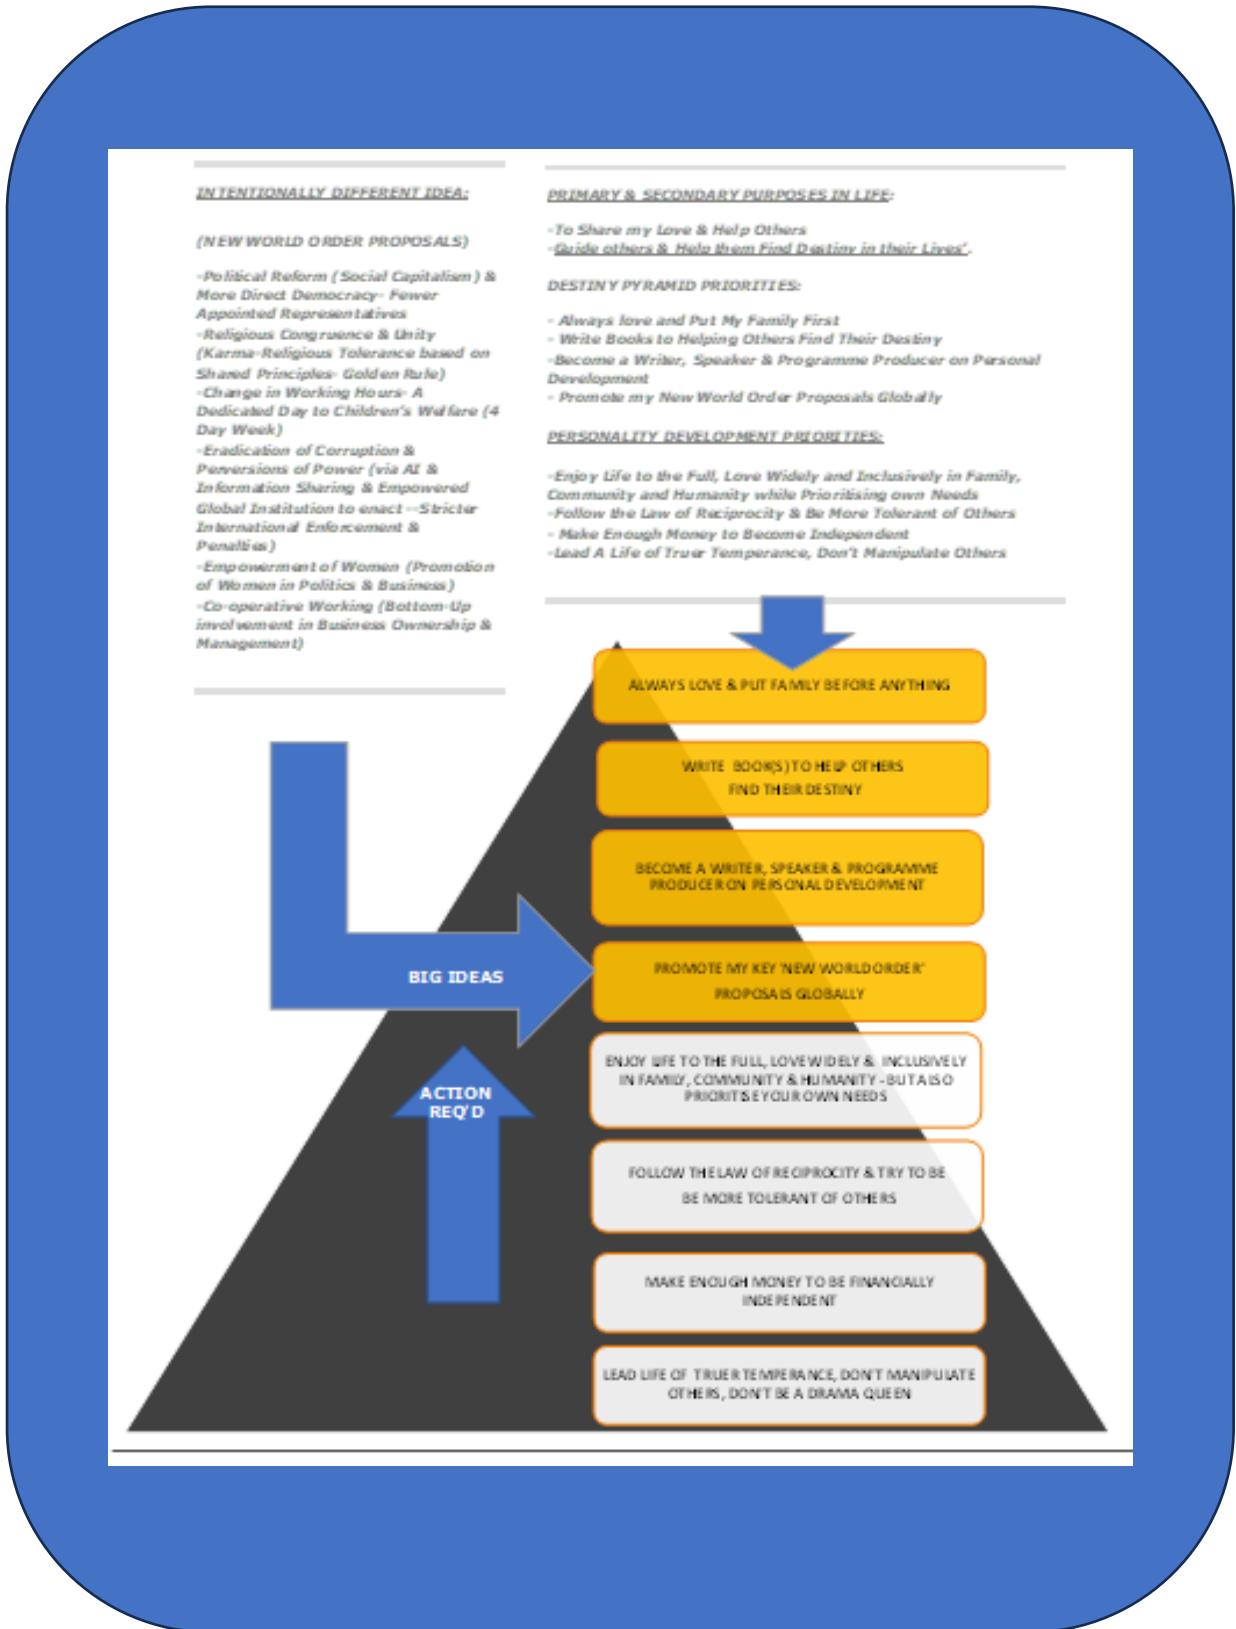 INTENTIONALLY DIFFERENT IDEA:
(NEW WORLD ORDER PROPOSALS)
-Political Reform (Social Capitalism) &
More Direct Democracy- Fewer
Appointed Representatives
-Religious Congruence & Unity
(Karma-Religious Tolerance based on
Shared Principles- Golden Rule)
-Change in Working Hours- A
Dedicated Day to Children's Welfare (4
Day Week)
-Eradication of Corruption &
Perversions of Power (via AI &
Information Sharing & Empowered
Global Institution to enact --Stricter
International Enforcement &
Penalties)
-Empowerment of Women (Promotion
of Women in Politics & Business)
-Co-operative Working (Bottom-Up
involvement in Business Ownership &
Management)
PRIMARY & SECONDARY PURPOSES IN LIFE:
-To Share my Love & Help Others
-Guide others & Help them Find Destiny in their Lives'.
DESTINY PYRAMID PRIORITIES:
- Always love and Put My Family First
- Write Books to Helping Others Find Their Destiny
-Become a Writer, Speaker & Programme Producer on Personal
Development
- Promote my New World Order Proposals Globally
PERSONALITY DEVELOPMENT PRIORITIES:
-Enjoy Life to the Full, Love Widely and Inclusively in Family,
Community and Humanity while Prioritising own Needs
-Follow the Law of Reciprocity & Be More Tolerant of Others
- Make Enough Money to Become Independent
-Lead A Life of Truer Temperance, Don't Manipulate Others
ALWAYS LOVE & PUT FAMILY BEFORE ANYTHING
WRITE BOOK(S) TO HELP OTHERS
FIND THEIR DESTINY
BECOME A WRITER, SPEAKER & PROGRAMME
PRODUCER ON PERSONAL DEVELOPMENT
BIG IDEAS
PROMOTE MY KEY 'NEW WORLD ORDER'
PROPOSALS GLOBALLY
ENJOY LIFE TO THE FULL, LOVE WIDELY & INCLUSIVELY
IN FAMILY, COMMUNITY & HUMANITY - BUT ALSO
PRIORITISE YOUR OWN NEEDS
ACTION
REQ'D
FOLLOW THE LAW OF RECIPROCITY & TRY TO BE
BE MORE TOLERANT OF OTHERS
MAKE ENOUGH MONEY TO BE FINANCIALLY
INDEPENDENT
LEAD LIFE OF TRUER TEMPERANCE, DON'T MANIPULATE
OTHERS, DON'T BE A DRAMA QUEEN